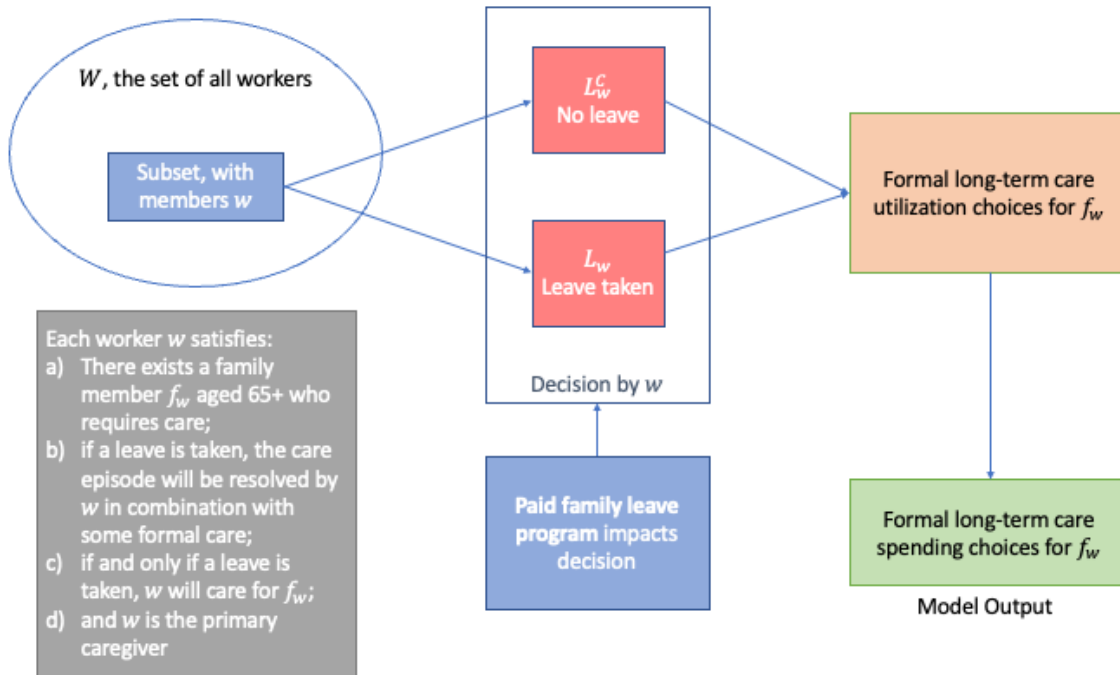 W, the set of all workers
Subset, with
members w
L_w^C
No leave
L_w
Leave taken
Decision by w
Paid family leave
program impacts
decision
Formal long-term care
utilization choices for f_w
Formal long-term care
spending choices for f_w
Model Output
Each worker w satisfies:
a) There exists a family
member f_w aged 65+ who
requires care;
b) if a leave is taken, the care
episode will be resolved by
w in combination with
some formal care;
c) if and only if a leave is
taken, w will care for f_w;
d) and w is the primary
caregiver